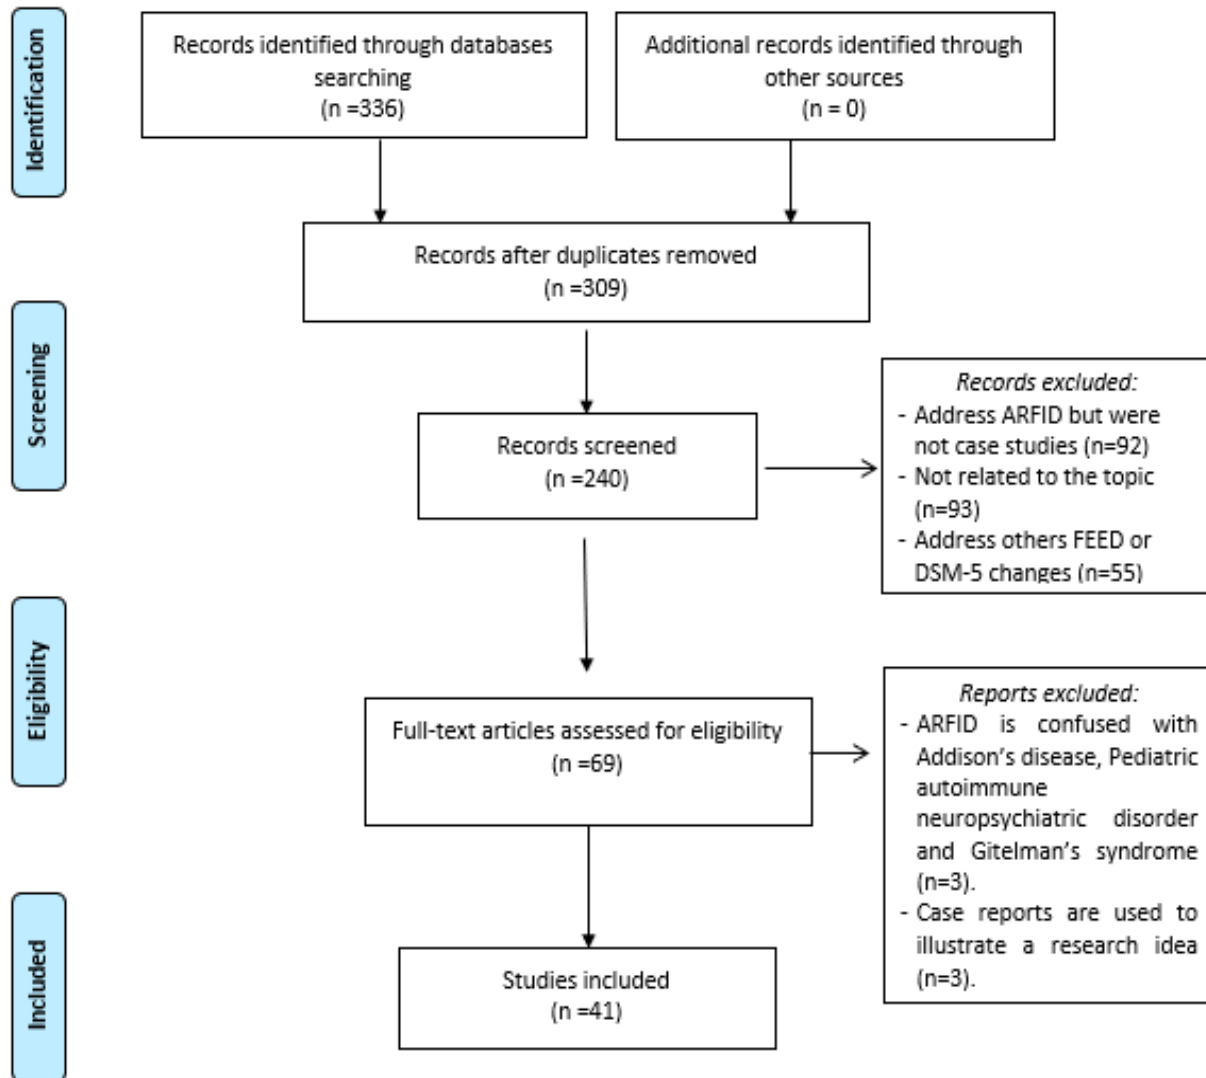 Identification
Records identified through databases
searching
(n =336)
Additional records identified through
other sources
(n = 0)
Records after duplicates removed
(n =309)
Screening
Records screened
(n =240)
Records excluded:
- Address ARFID but were
not case studies (n=92)
- Not related to the topic
(n=93)
- Address others FEED or
DSM-5 changes (n=55)
Eligibility
Full-text articles assessed for eligibility
(n =69)
Reports excluded:
- ARFID is confused with
Addison’s disease, Pediatric
autoimmune
neuropsychiatric disorder
and Gitelman’s syndrome
(n=3).
- Case reports are used to
illustrate a research idea
(n=3).
Included
Studies included
(n =41)